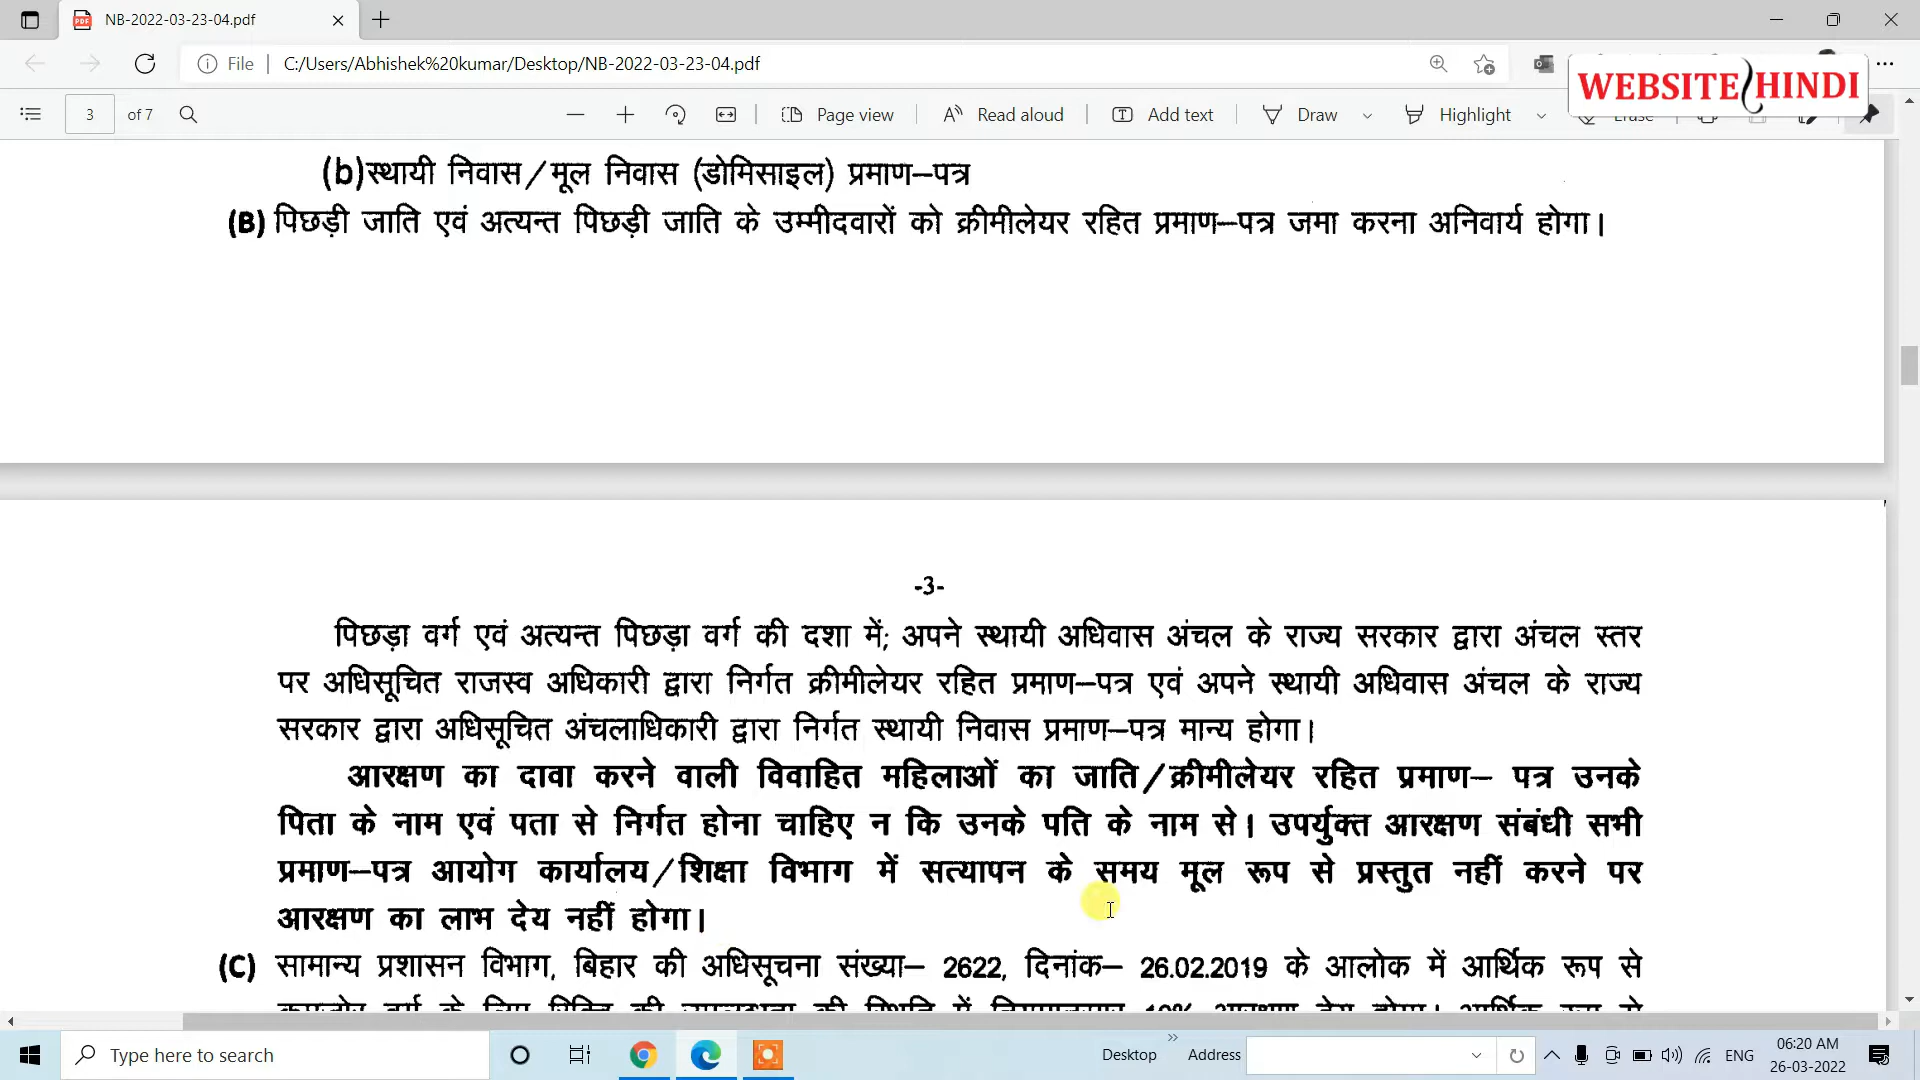 NB-2022-03-23-04.pdf
File C:/Users/Abhishek%20kumar/Desktop/NB-2022-03-23-04.pdf
WEBSITE HINDI
3 of 7 Page view Read aloud Add text Draw Highlight
(b)स्थायी निवास/मूल निवास (डोमिसाइल) प्रमाण–पत्र
(B) पिछड़ी जाति एवं अत्यन्त पिछड़ी जाति के उम्मीदवारों को क्रीमीलेयर रहित प्रमाण–पत्र जमा करना अनिवार्य होगा।
-3-
पिछड़ा वर्ग एवं अत्यन्त पिछड़ा वर्ग की दशा में; अपने स्थायी अधिवास अंचल के राज्य सरकार द्वारा अंचल स्तर
पर अधिसूचित राजस्व अधिकारी द्वारा निर्गत क्रीमीलेयर रहित प्रमाण–पत्र एवं अपने स्थायी अधिवास अंचल के राज्य
सरकार द्वारा अधिसूचित अंचलाधिकारी द्वारा निर्गत स्थायी निवास प्रमाण–पत्र मान्य होगा।
आरक्षण का दावा करने वाली विवाहित महिलाओं का जाति/क्रीमीलेयर रहित प्रमाण– पत्र उनके
पिता के नाम एवं पता से निर्गत होना चाहिए न कि उनके पति के नाम से। उपर्युक्त आरक्षण संबंधी सभी
प्रमाण–पत्र आयोग कार्यालय/शिक्षा विभाग में सत्यापन के समय मूल रूप से प्रस्तुत नहीं करने पर
आरक्षण का लाभ देय नहीं होगा।
(C) सामान्य प्रशासन विभाग, बिहार की अधिसूचना संख्या– 2622, दिनांक– 26.02.2019 के आलोक में आर्थिक रूप से
Type here to search Desktop Address ENG 06:20 AM
26-03-2022